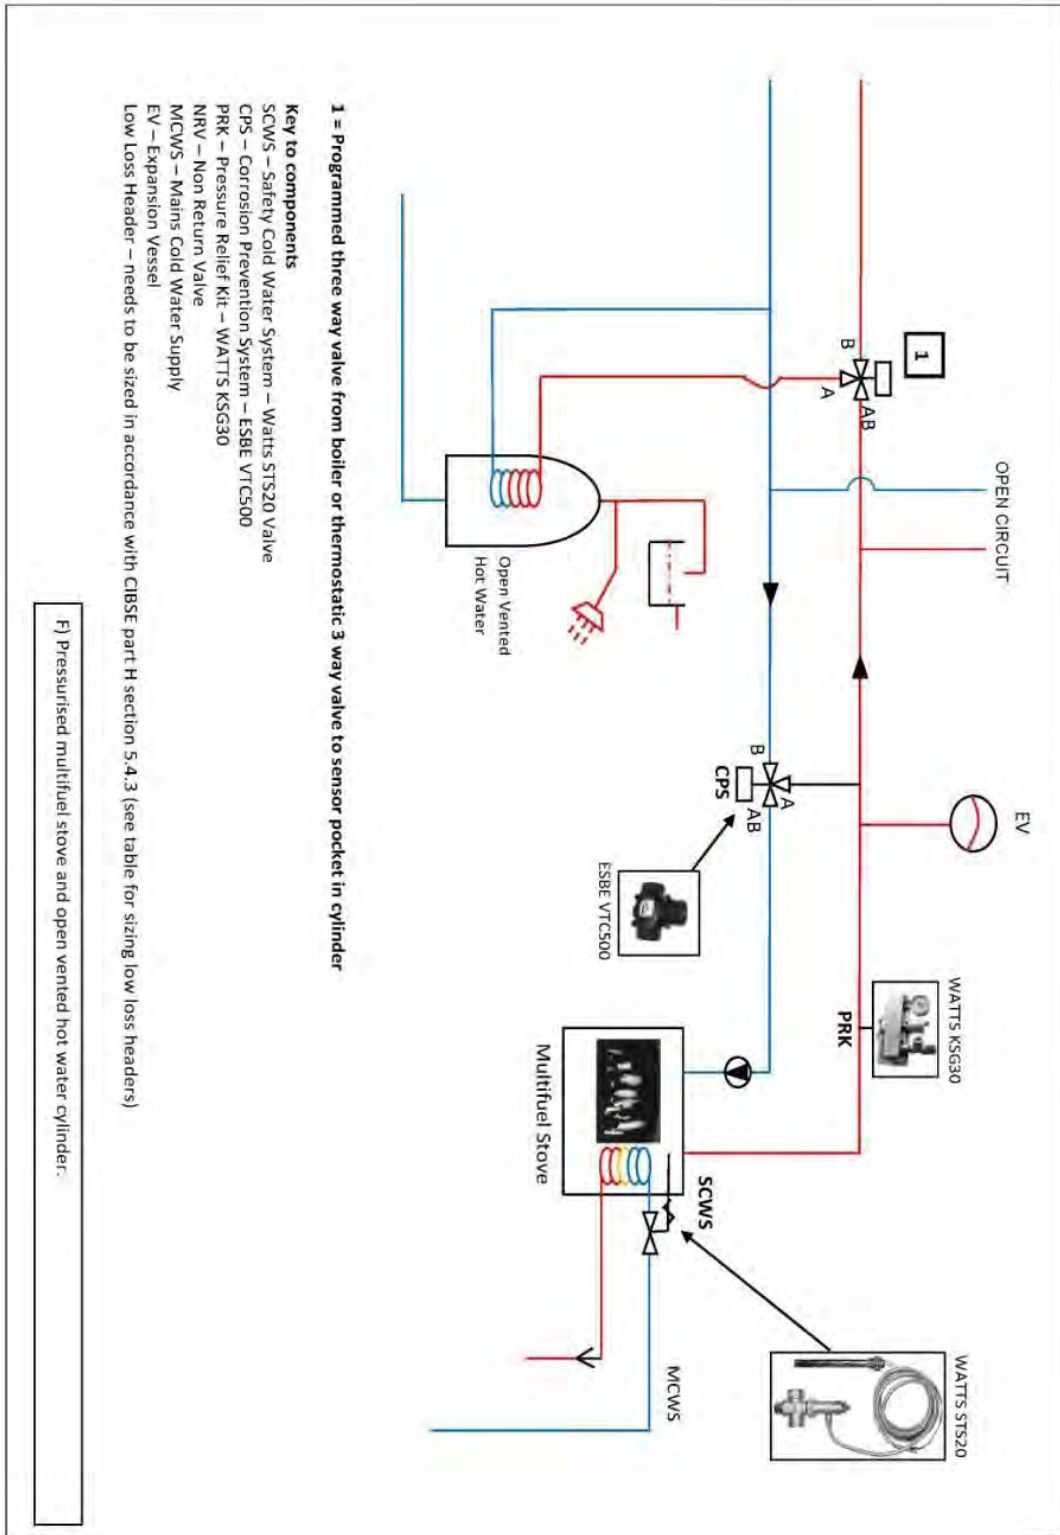 OPEN CIRCUIT
EV
WATTS KSG30
WATTS STS20
1
B
AB
A
PRK
B
A
AB
CPS
SCWS
MCWS
ESBE VTC500
Multifuel Stove
Open Vented
Hot Water
1 = Programmed three way valve from boiler or thermostatic 3 way valve to sensor pocket in cylinder
Key to components
SCWS – Safety Cold Water System – Watts STS20 Valve
CPS – Corrosion Prevention System – ESBE VTC500
PRK – Pressure Relief Kit – WATTS KSG30
NRV – Non Return Valve
MCWS – Mains Cold Water Supply
EV – Expansion Vessel
Low Loss Header – needs to be sized in accordance with CIBSE part H section 5.4.3 (see table for sizing low loss headers)
F) Pressurised multifuel stove and open vented hot water cylinder.